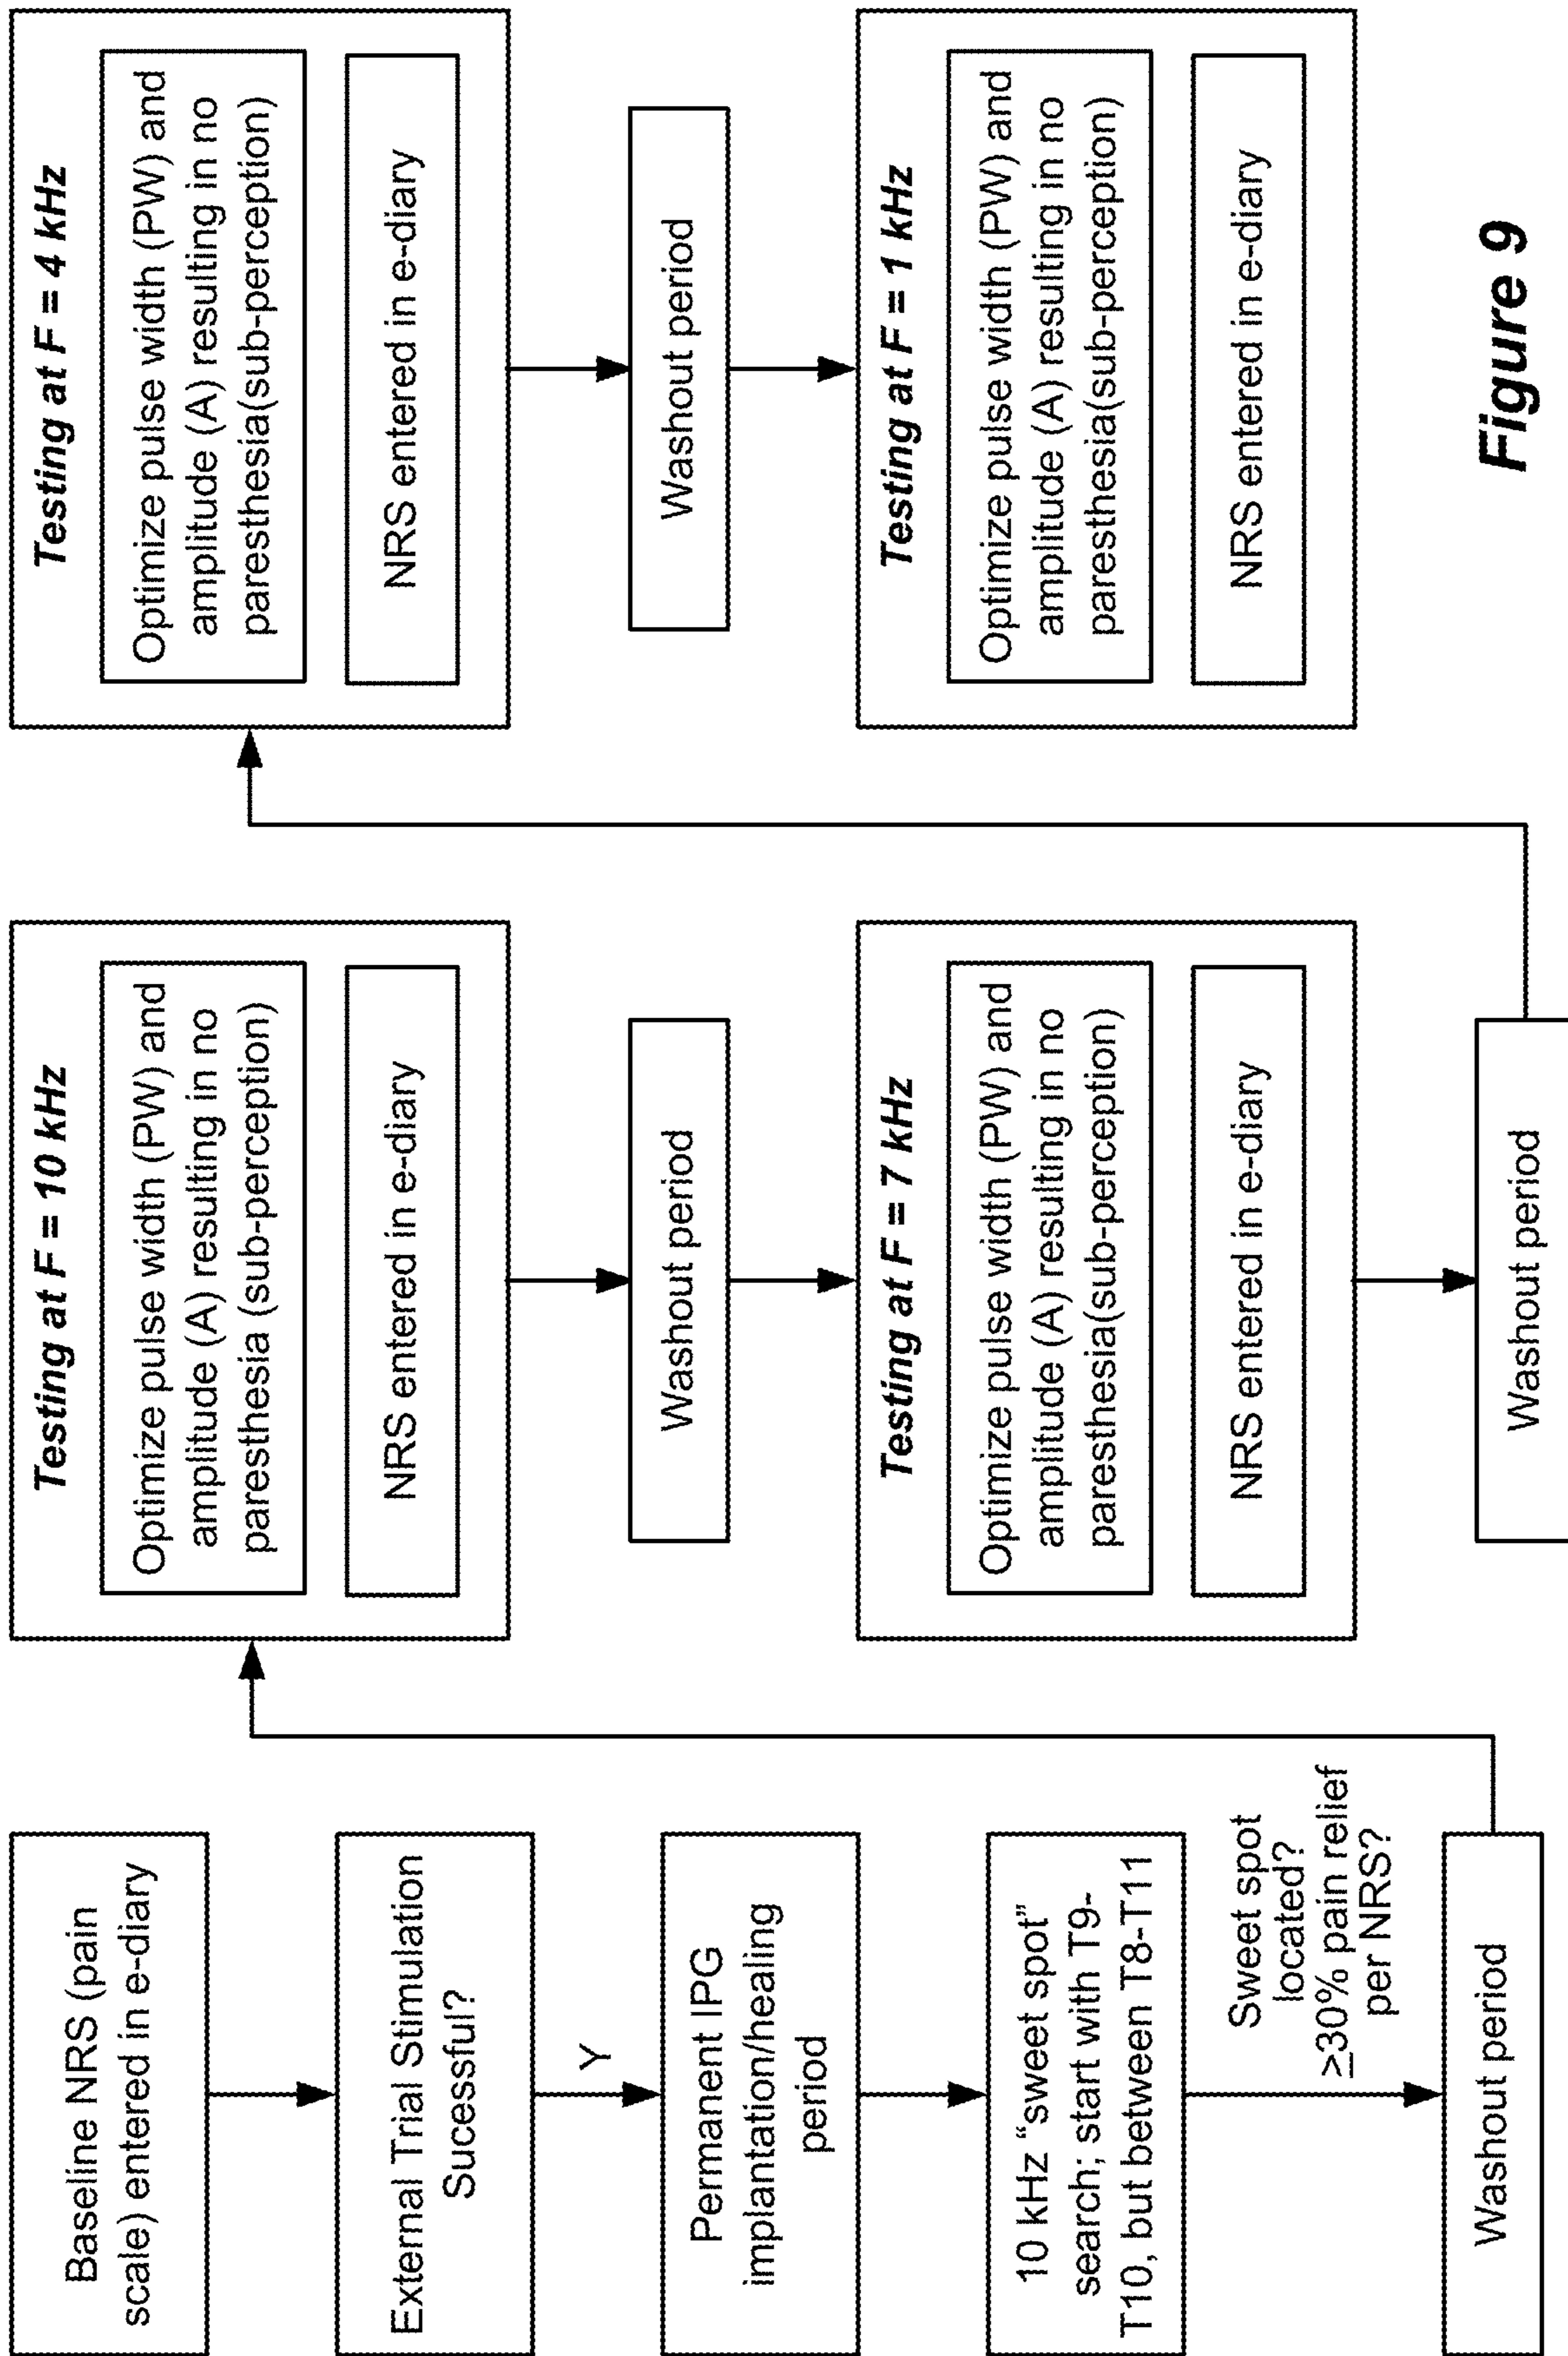 Baseline NRS (pain
scale) entered in e-diary
External Trial Stimulation
Sucessful?
Y
Permanent IPG
implantation/healing
period
10 kHz “sweet spot”
search; start with T9-
T10, but between T8-T11
Sweet spot
located?
≥30% pain relief
per NRS?
Washout period
Testing at F = 10 kHz
Optimize pulse width (PW) and
amplitude (A) resulting in no
paresthesia (sub-perception)
NRS entered in e-diary
Washout period
Testing at F = 7 kHz
Optimize pulse width (PW) and
amplitude (A) resulting in no
paresthesia(sub-perception)
NRS entered in e-diary
Washout period
Testing at F = 4 kHz
Optimize pulse width (PW) and
amplitude (A) resulting in no
paresthesia(sub-perception)
NRS entered in e-diary
Washout period
Testing at F = 1 kHz
Optimize pulse width (PW) and
amplitude (A) resulting in no
paresthesia(sub-perception)
NRS entered in e-diary
Figure 9